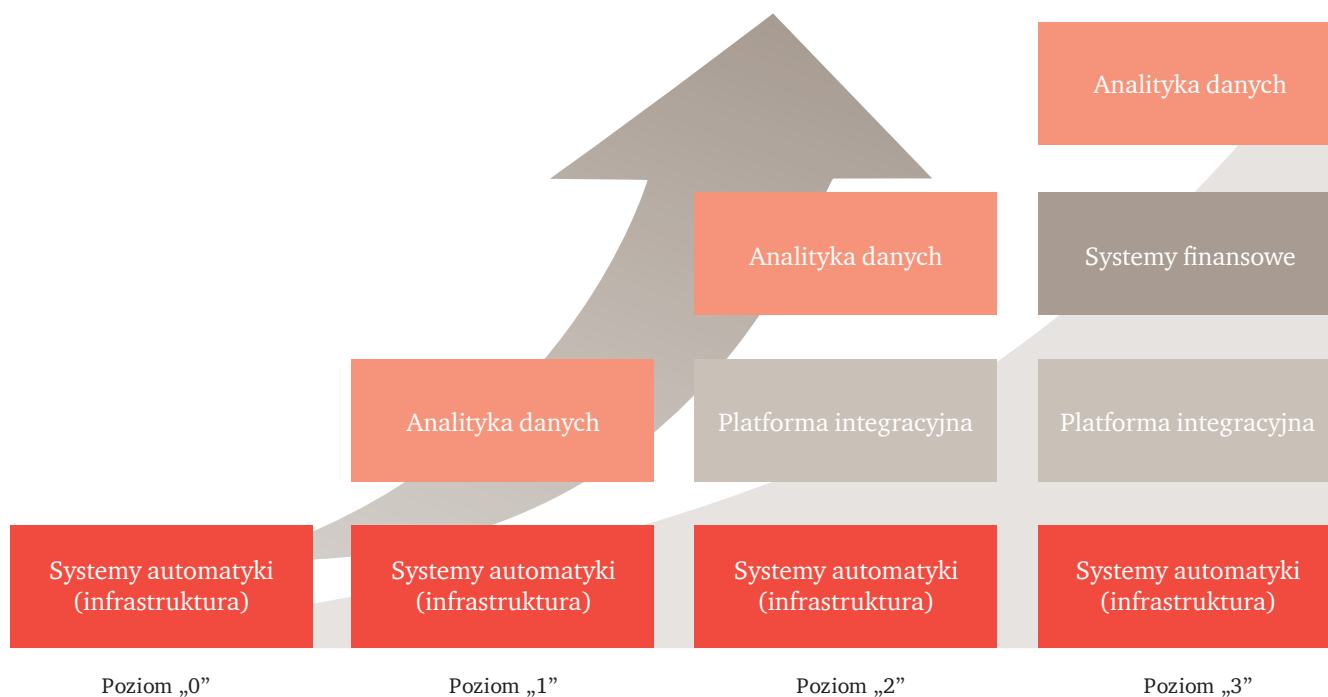 Analityka danych
Analityka danych
Systemy finansowe
Analityka danych
Platforma integracyjna
Platforma integracyjna
Systemy automatyki
(infrastruktura)
Systemy automatyki
(infrastruktura)
Systemy automatyki
(infrastruktura)
Systemy automatyki
(infrastruktura)
Poziom „0”
Poziom „1”
Poziom „2”
Poziom „3”